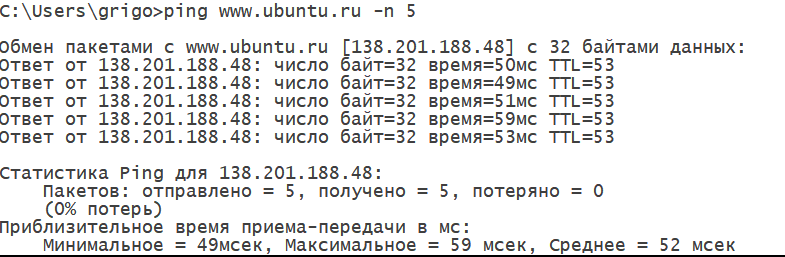 C:\Users\grigo>ping www.ubuntu.ru -n 5
Обмен пакетами с www.ubuntu.ru [138.201.188.48] с 32 байтами данных:
Ответ от 138.201.188.48: число байт=32 время=50мс TTL=53
Ответ от 138.201.188.48: число байт=32 время=49мс TTL=53
Ответ от 138.201.188.48: число байт=32 время=51мс TTL=53
Ответ от 138.201.188.48: число байт=32 время=59мс TTL=53
Ответ от 138.201.188.48: число байт=32 время=53мс TTL=53
Статистика Ping для 138.201.188.48:
Пакетов: отправлено = 5, получено = 5, потеряно = 0
(0% потерь)
Приблизительное время приема-передачи в мс:
Минимальное = 49мсек, Максимальное = 59 мсек, Среднее = 52 мсек